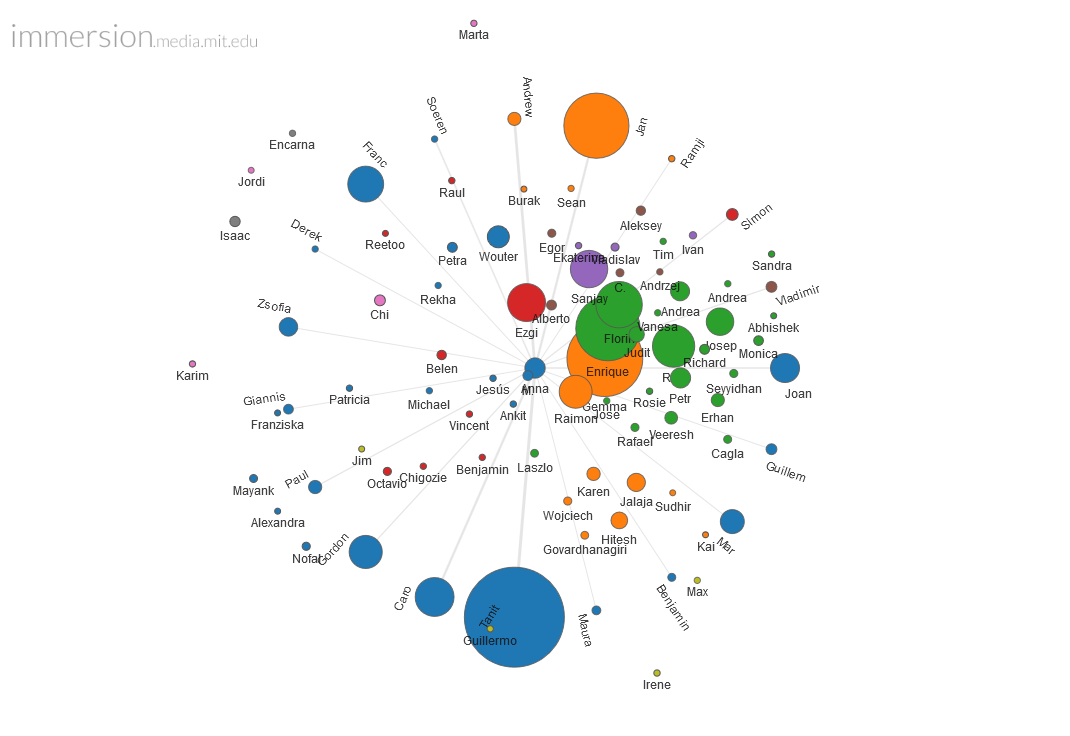 immersion.media.mit.edu
Marta
Andrew
Soeren
Jan
Encarna
Franc
Ramji
Jordi
Raul
Burak
Sean
Simon
Isaac
Derek
Reetoo
Petra
Wouter
Egor
Ekaterina
Vladislav
Aleksey
Tim
Ivan
Sandra
Rekha
Sanjay
C.
Andrzej
Andrea
Vladimir
Zsofia
Chi
Ezgi
Alberto
Vanesa
Andrea
Abhishek
Florin
Judit
Josep
Monica
Karim
Belen
Enrique
Richard
Joan
Giannis
Patricia
Michael
Jesús
Anna
Ankit
Gemma
Rosie
Petr
Sevvidhan
Franziska
Vincent
Raimon
Jose
Veeresh
Erhan
Rafael
Cagla
Guillem
Jim
Octavio
Chigozie
Benjamin
Laszlo
Mayank
Paul
Karen
Jalaja
Sudhir
Alexandra
Wojciech
Hitesh
Nofar
Gordon
Govardhanagiri
Kai
Mar
Caro
Tanit
Guillermo
Maura
Benjamin
Max
Irene